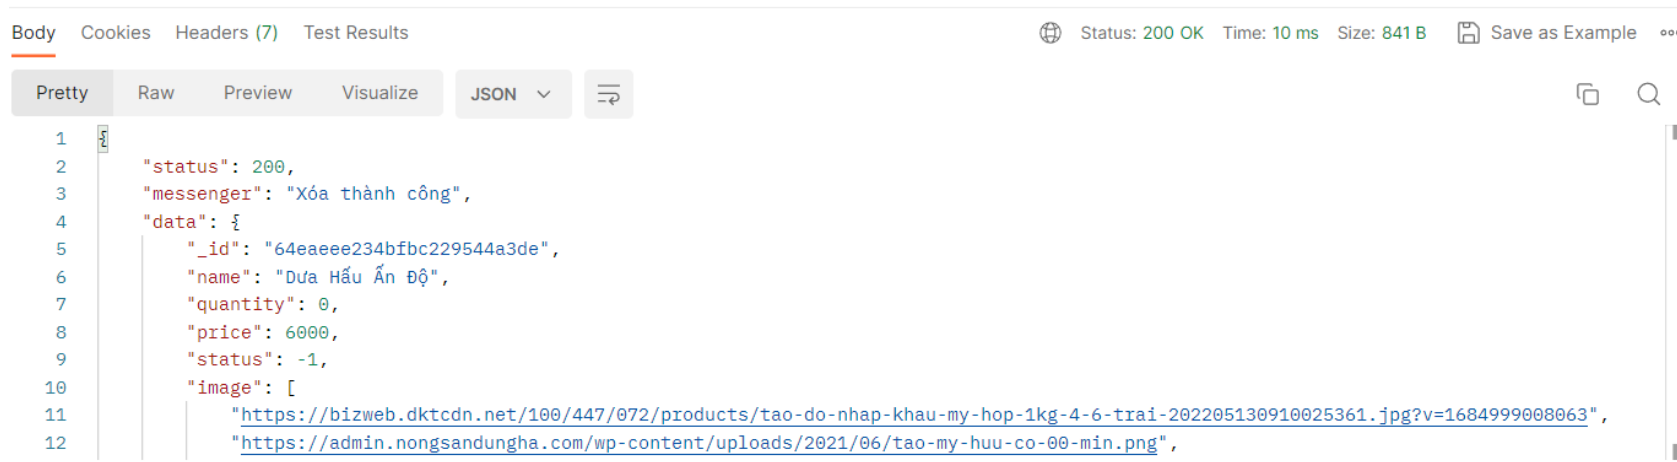 Body Cookies Headers (7) Test Results Status: 200 OK Time: 10 ms Size: 841 B Save as Example
Pretty Raw Preview Visualize JSON
1 {
2 "status": 200,
3 "messenger": "Xóa thành công",
4 "data": {
5 "_id": "64eaeee234bfbc229544a3de",
6 "name": "Dưa Hấu Ấn Độ",
7 "quantity": 0,
8 "price": 6000,
9 "status": -1,
10 "image": [
11 "https://bizweb.dktcdn.net/100/447/072/products/tao-do-nhap-khau-my-hop-1kg-4-6-trai-202205130910025361.jpg?v=1684999008063",
12 "https://admin.nongsandungha.com/wp-content/uploads/2021/06/tao-my-huu-co-00-min.png",